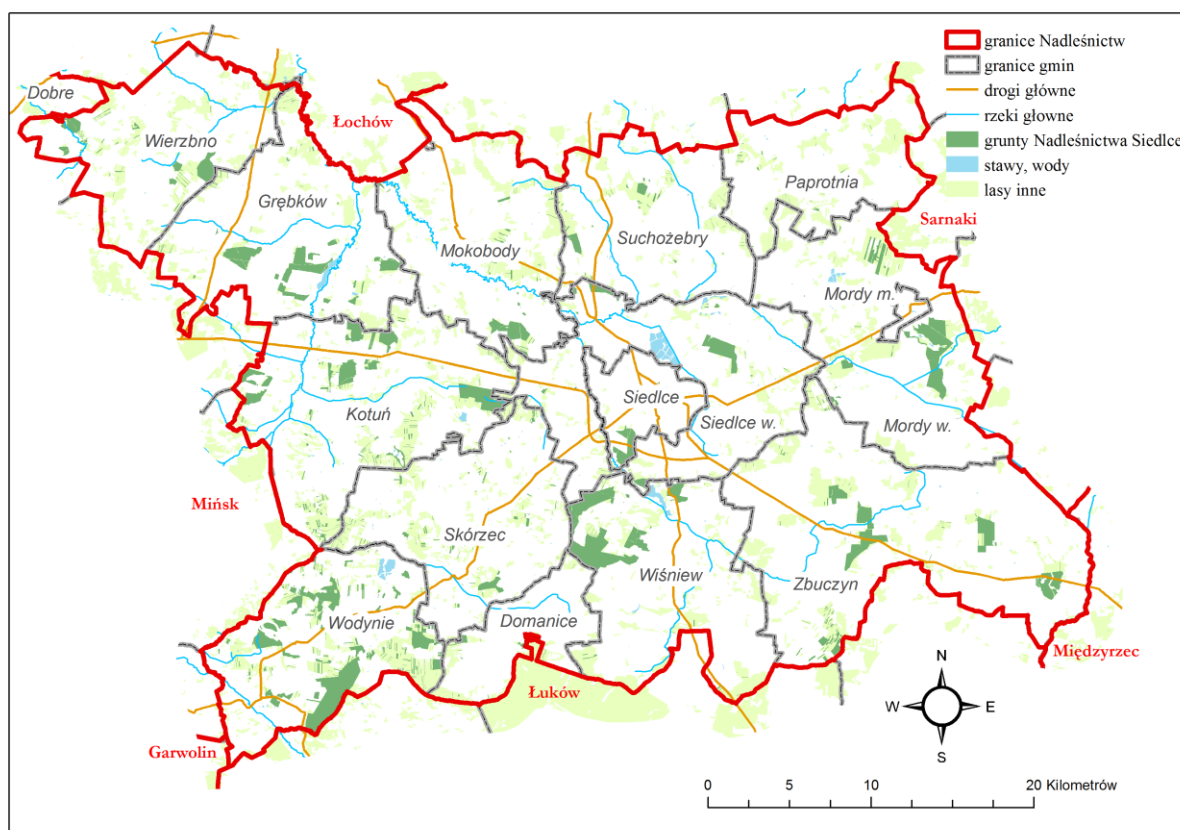 granice Nadleśnictw
granice gmin
drogi główne
rzeki głowne
grunty Nadleśnictwa Siedlce
stawy, wody
lasy inne
Dobre
Łochów
Wierzbno
Paprotnia
Grębków
Sarnaki
Suchożebry
Mokobody
Mordy m.
Siedlce
Kotuń
Siedlce w.
Mordy w.
Mińsk
Skórzec
Wiśniew
Zbuczyn
Wodynie
Domanice
Międzyrzec
Łuków
Garwolin
N
W
E
S
0
5
10
20 Kilometrów